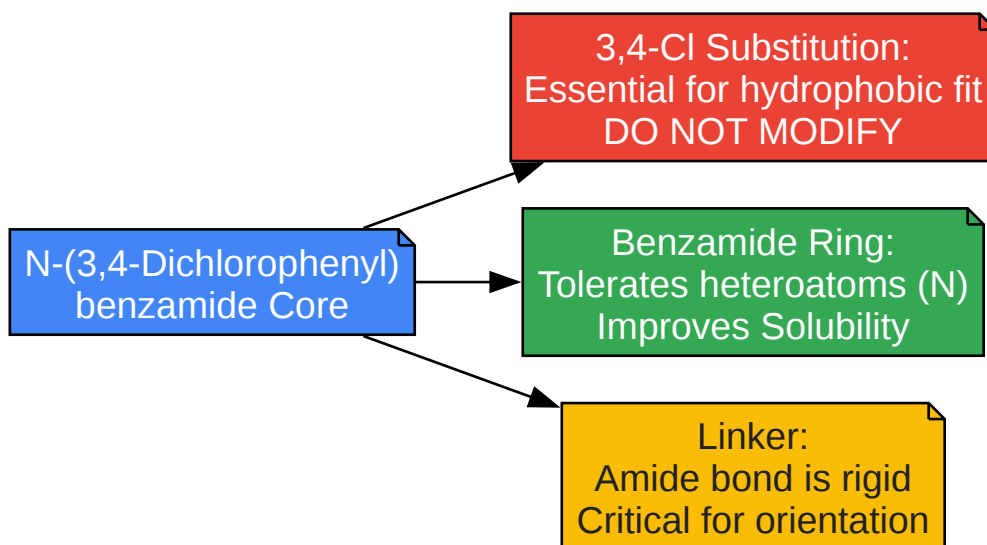 3,4-Cl Substitution:
Essential for hydrophobic fit
DO NOT MODIFY
N-(3,4-Dichlorophenyl)
benzamide Core
Benzamide Ring:
Tolerates heteroatoms (N)
Improves Solubility
Linker:
Amide bond is rigid
Critical for orientation